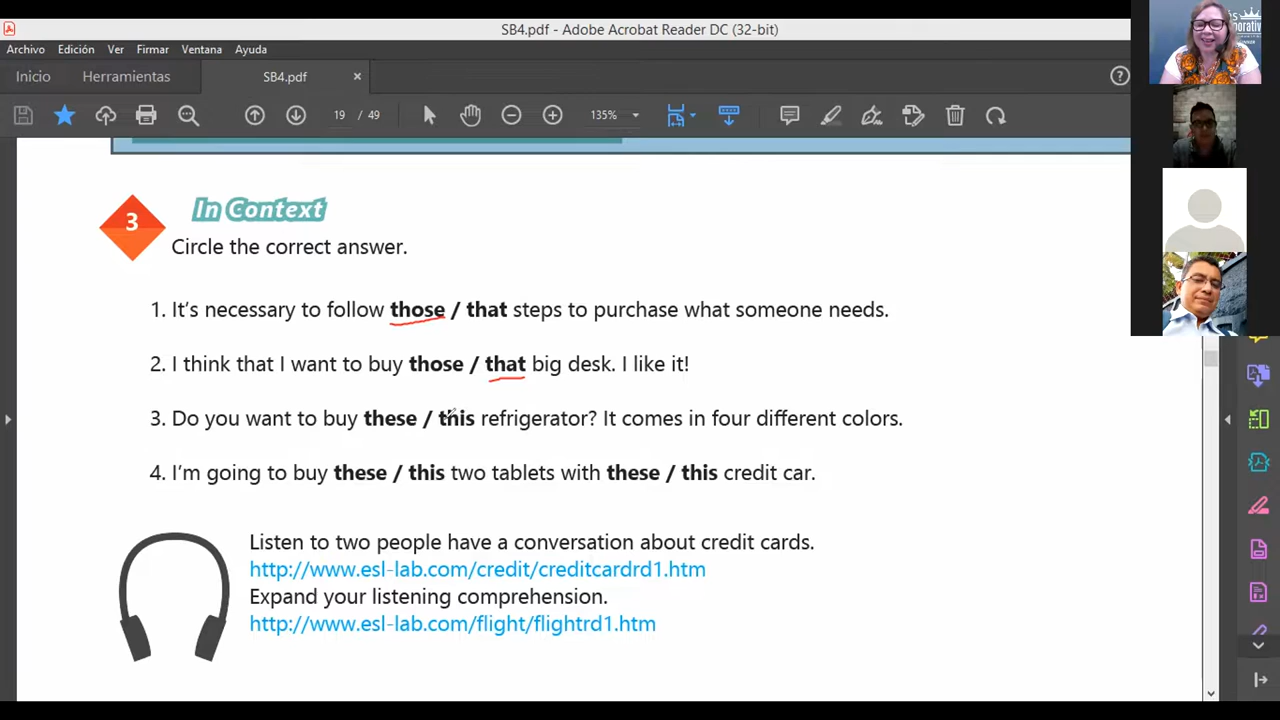 SB4.pdf - Adobe Acrobat Reader DC (32-bit)
Archivo Edición Ver Firmar Ventana Ayuda
Inicio Herramientas SB4.pdf
19 / 49 135%
3 In Context
Circle the correct answer.
1. It's necessary to follow those / that steps to purchase what someone needs.
2. I think that I want to buy those / that big desk. I like it!
3. Do you want to buy these / this refrigerator? It comes in four different colors.
4. I'm going to buy these / this two tablets with these / this credit car.
Listen to two people have a conversation about credit cards.
http://www.esl-lab.com/credit/creditcardrd1.htm
Expand your listening comprehension.
http://www.esl-lab.com/flight/flightrd1.htm